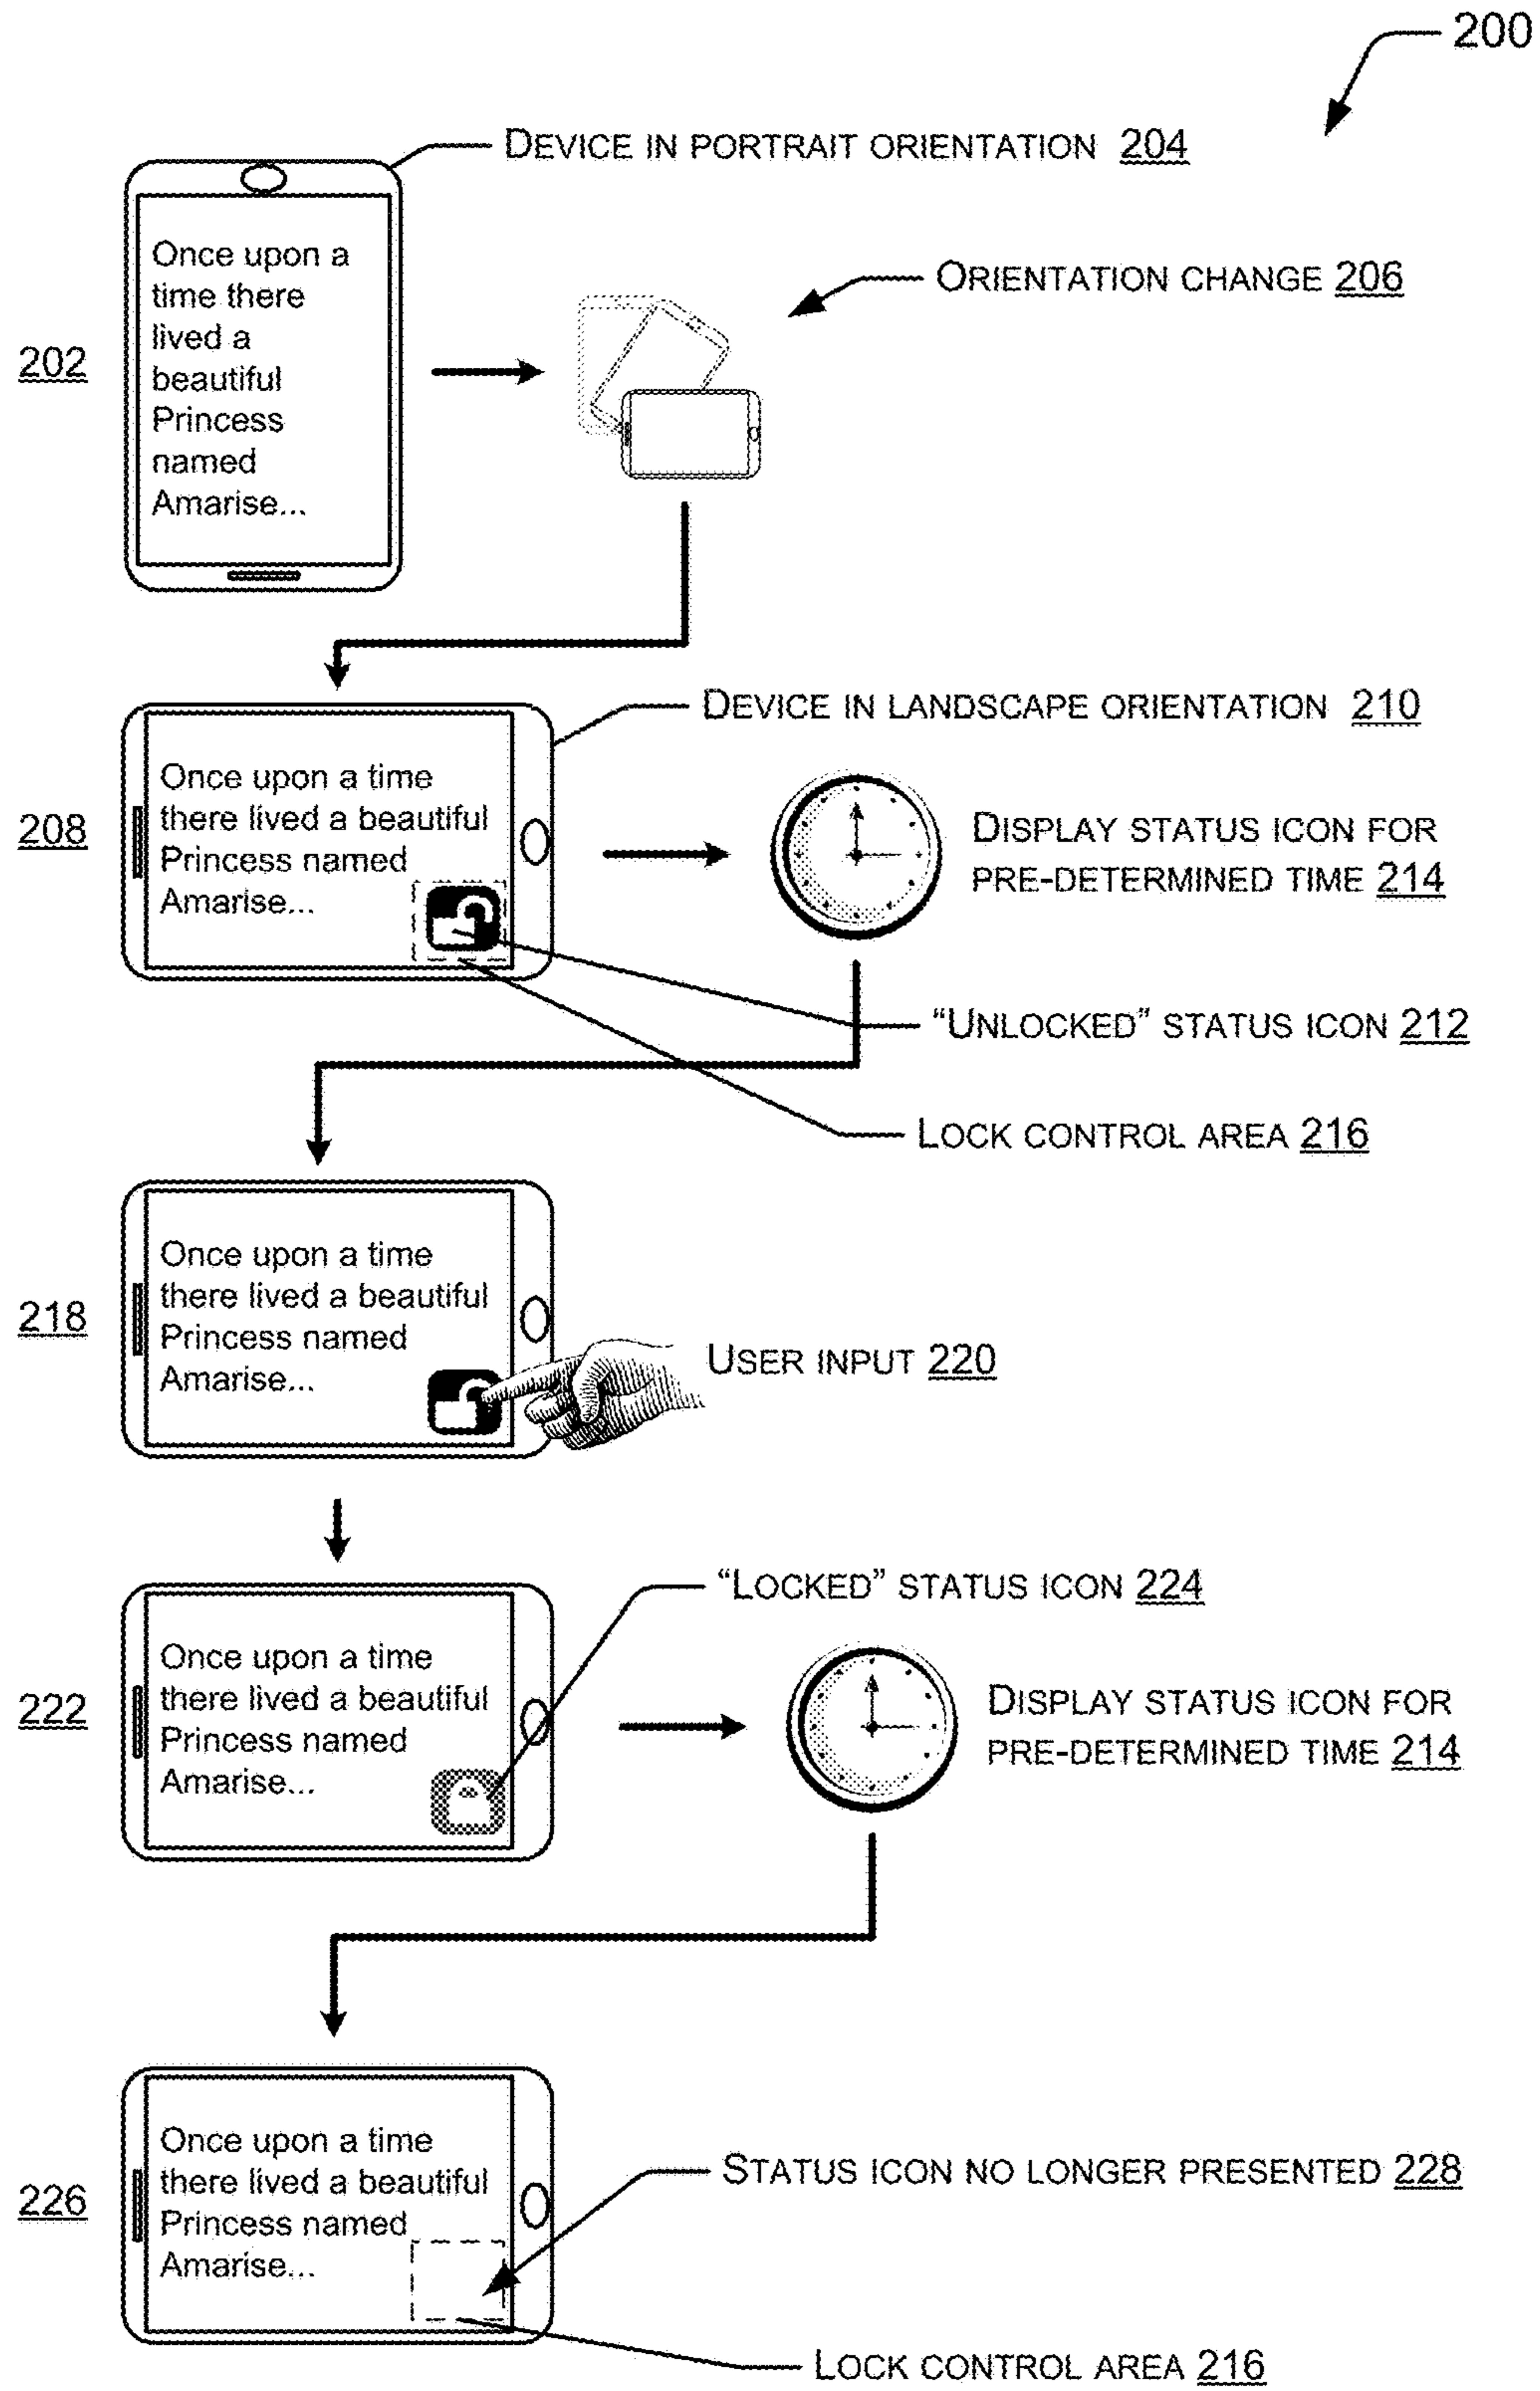 200
DEVICE IN PORTRAIT ORIENTATION 204
Once upon a
time there
lived a
beautiful
Princess
named
Amarise...
202
ORIENTATION CHANGE 206
DEVICE IN LANDSCAPE ORIENTATION 210
208
Once upon a time
there lived a beautiful
Princess named
Amarise...
DISPLAY STATUS ICON FOR
PRE-DETERMINED TIME 214
“UNLOCKED” STATUS ICON 212
LOCK CONTROL AREA 216
218
Once upon a time
there lived a beautiful
Princess named
Amarise...
USER INPUT 220
“LOCKED” STATUS ICON 224
222
Once upon a time
there lived a beautiful
Princess named
Amarise...
DISPLAY STATUS ICON FOR
PRE-DETERMINED TIME 214
226
Once upon a time
there lived a beautiful
Princess named
Amarise...
STATUS ICON NO LONGER PRESENTED 228
LOCK CONTROL AREA 216